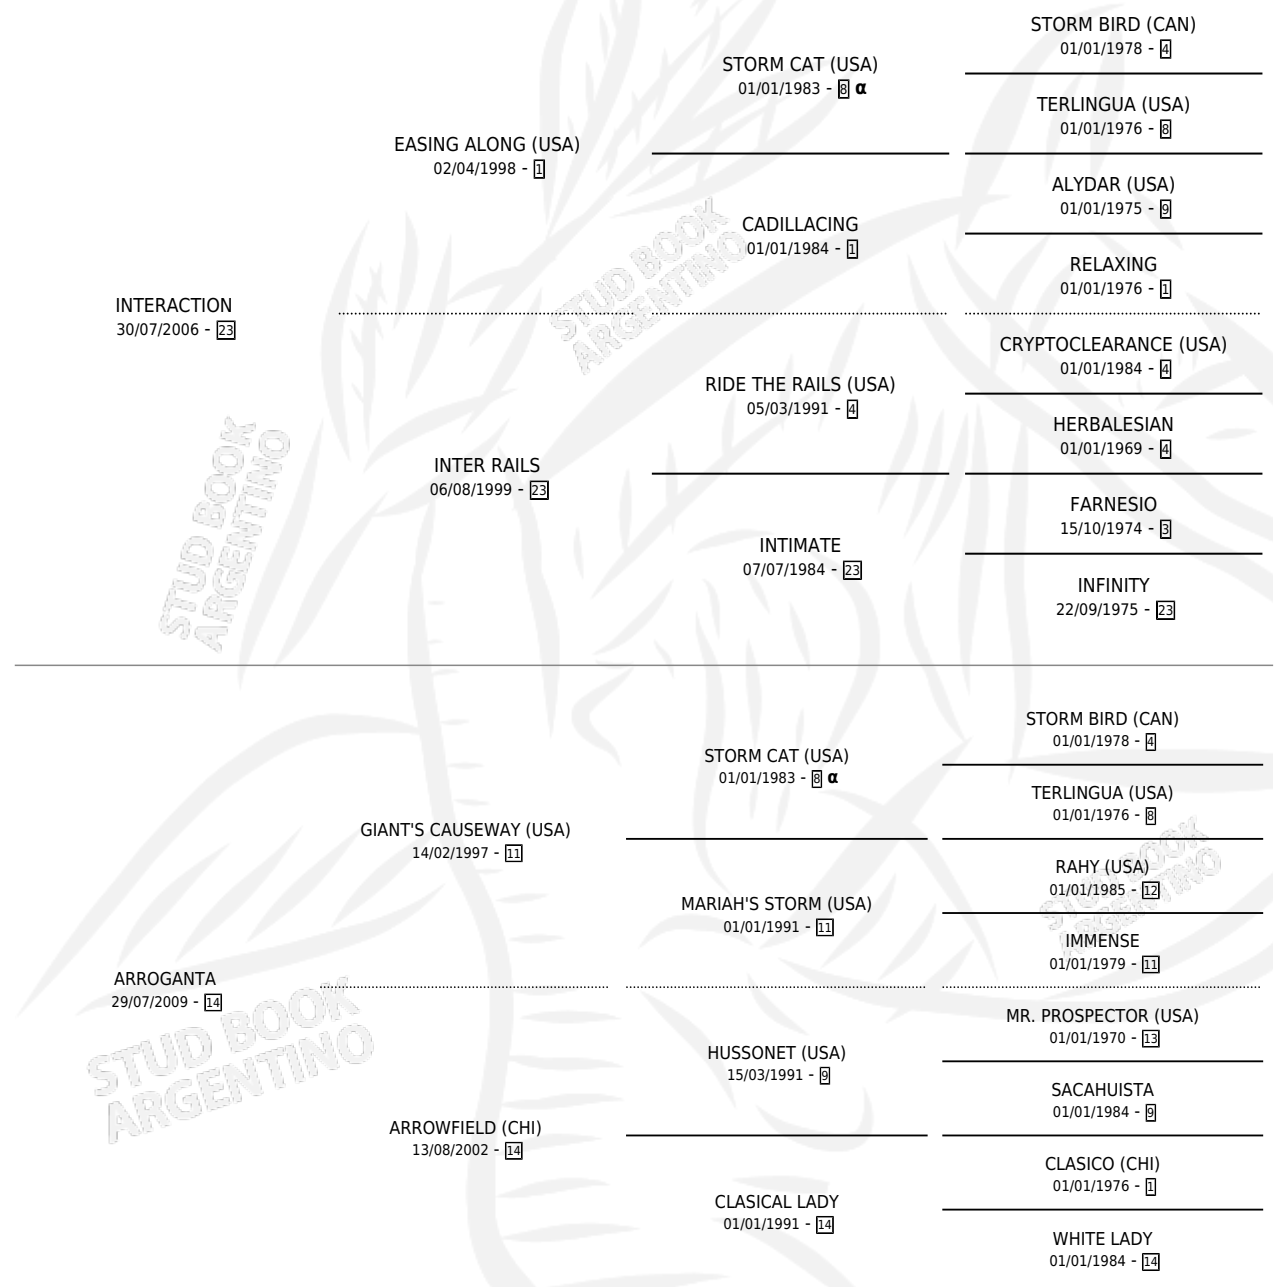 STORM BIRD (CAN)
01/01/1978 - 4
STORM CAT (USA)
01/01/1983 - 8 α
TERLINGUA (USA)
01/01/1976 - 8
EASING ALONG (USA)
02/04/1998 - 1
ALYDAR (USA)
01/01/1975 - 9
CADILLACING
01/01/1984 - 1
RELAXING
01/01/1976 - 1
INTERACTION
30/07/2006 - 23
CRYPTOCLEARANCE (USA)
01/01/1984 - 4
RIDE THE RAILS (USA)
05/03/1991 - 4
HERBALESIAN
01/01/1969 - 4
INTER RAILS
06/08/1999 - 23
FARNESIO
15/10/1974 - 3
INTIMATE
07/07/1984 - 23
INFINITY
22/09/1975 - 23
STUD BOOK
ARGENTINO
STUD BOOK
ARGENTINO
STORM BIRD (CAN)
01/01/1978 - 4
STORM CAT (USA)
01/01/1983 - 8 α
TERLINGUA (USA)
01/01/1976 - 8
GIANT'S CAUSEWAY (USA)
14/02/1997 - 11
RAHY (USA)
01/01/1985 - 12
MARIAH'S STORM (USA)
01/01/1991 - 11
IMMENSE
01/01/1979 - 11
ARROGANTA
29/07/2009 - 14
MR. PROSPECTOR (USA)
01/01/1970 - 13
HUSSONET (USA)
15/03/1991 - 9
SACAHUISTA
01/01/1984 - 9
ARROWFIELD (CHI)
13/08/2002 - 14
CLASICO (CHI)
01/01/1976 - 1
CLASICAL LADY
01/01/1991 - 14
WHITE LADY
01/01/1984 - 14
STUD BOOK
ARGENTINO
STUD BOOK
ARGENTINO